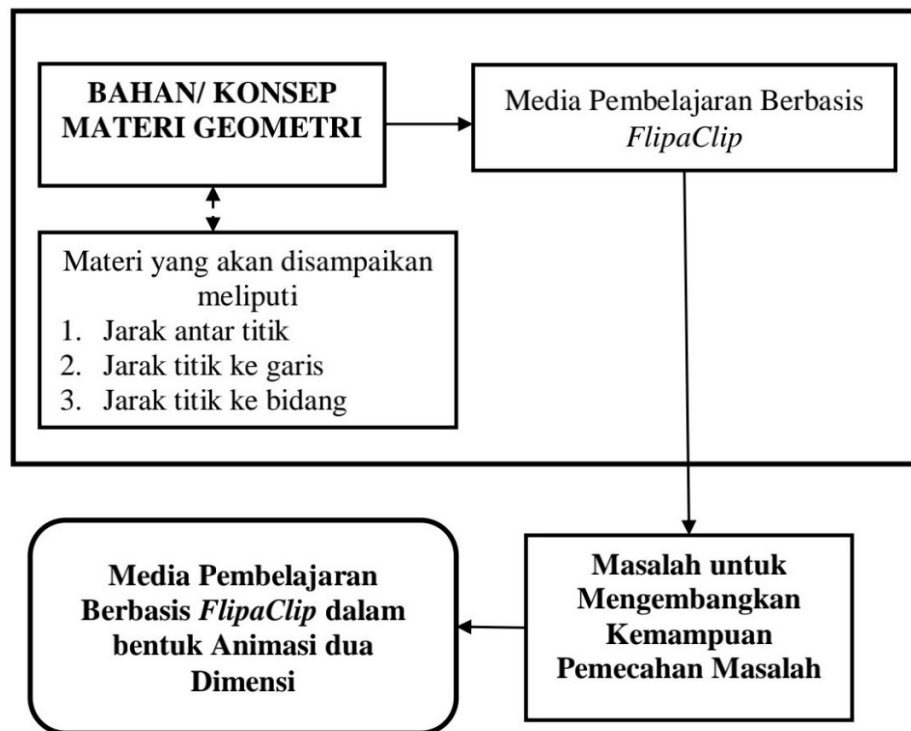 BAHAN/ KONSEP
MATERI GEOMETRI
Media Pembelajaran Berbasis
FlipaClip
Materi yang akan disampaikan
meliputi
1. Jarak antar titik
2. Jarak titik ke garis
3. Jarak titik ke bidang
Media Pembelajaran
Berbasis FlipaClip dalam
bentuk Animasi dua
Dimensi
Masalah untuk
Mengembangkan
Kemampuan
Pemecahan Masalah